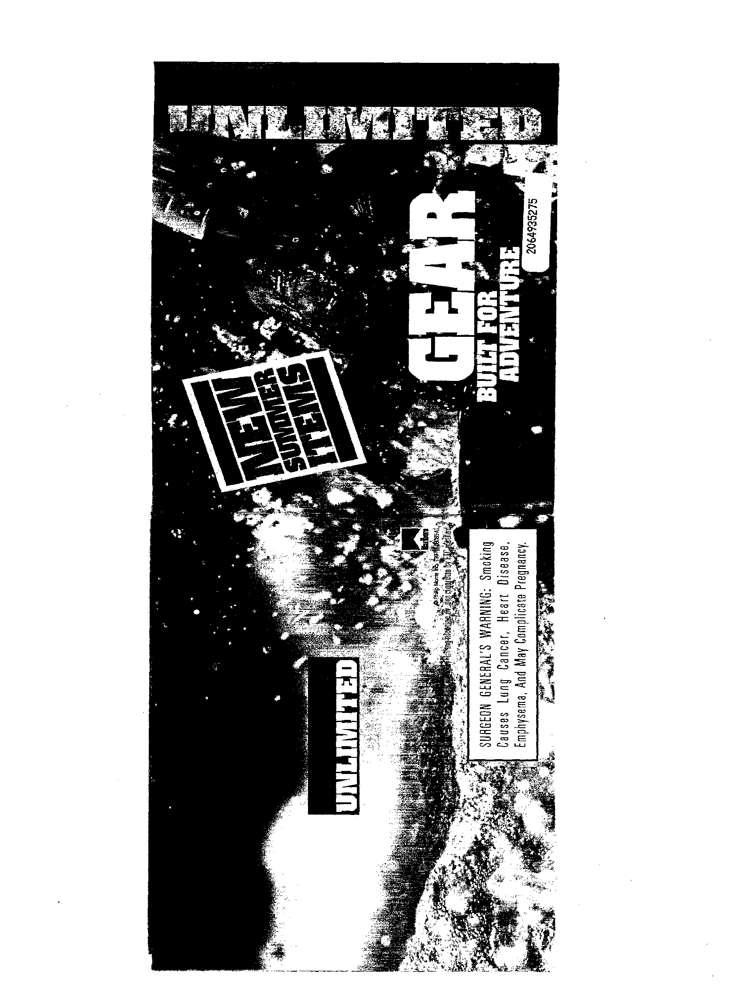 UNLIMITED
GEAR
BUILT FOR
ADVENTURE
2064935275
NEW
SUMMER
ITEMS
Marlboro
UNLIMITED
SURGEON GENERAL'S WARNING: Smoking
Causes Lung Cancer, Heart Disease,
Emphysema, And May Complicate Pregnancy.